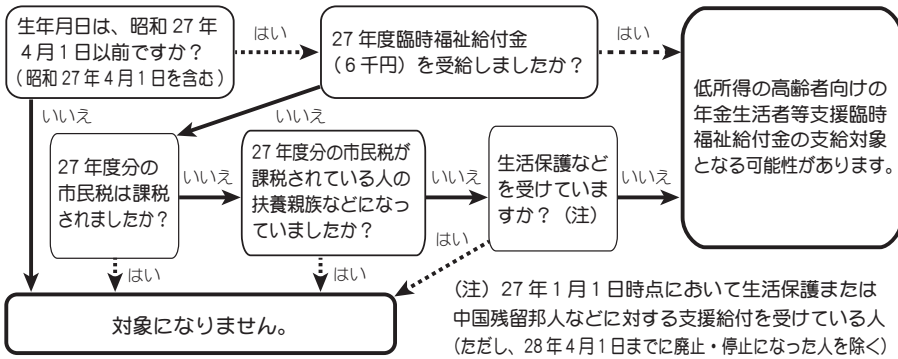 生年月日は、昭和27年
4月1日以前ですか？
（昭和27年4月1日を含む）
はい
27年度臨時福祉給付金
（6千円）を受給しましたか？
はい
低所得の高齢者向けの
年金生活者等支援臨時
福祉給付金の支給対象
となる可能性があります。
いいえ
いいえ
27年度分の
市民税は課税
されましたか？
いいえ
27年度分の市民税が
課税されている人の
扶養親族などになっ
ていましたか？
いいえ
生活保護など
を受けていま
すか？（注）
いいえ
はい
はい
はい
対象になりません。
（注）27年1月1日時点において生活保護または
中国残留邦人などに対する支援給付を受けている人
（ただし、28年4月1日までに廃止・停止になった人を除く）